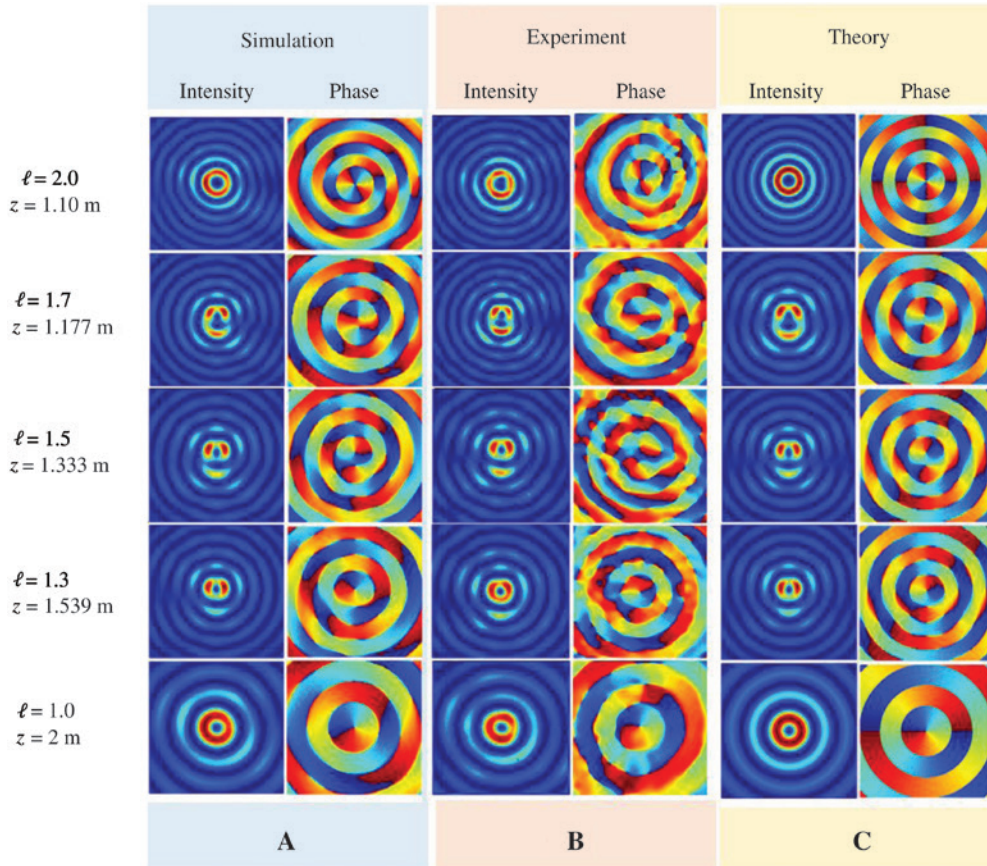 Simulation Experiment Theory
Intensity Phase Intensity Phase Intensity Phase
ℓ = 2.0
z = 1.10 m
ℓ = 1.7
z = 1.177 m
ℓ = 1.5
z = 1.333 m
ℓ = 1.3
z = 1.539 m
ℓ = 1.0
z = 2 m
A B C